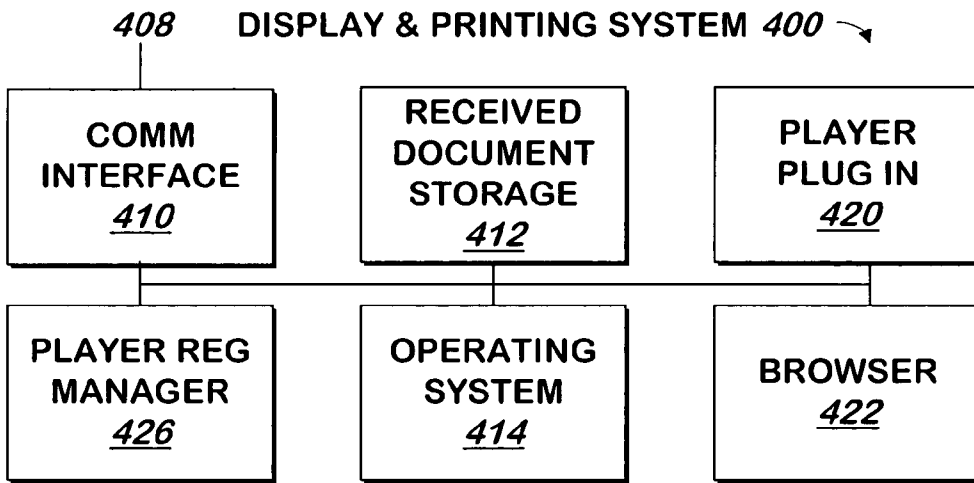 408 DISPLAY & PRINTING SYSTEM 400
COMM
INTERFACE
410
RECEIVED
DOCUMENT
STORAGE
412
PLAYER
PLUG IN
420
PLAYER REG
MANAGER
426
OPERATING
SYSTEM
414
BROWSER
422